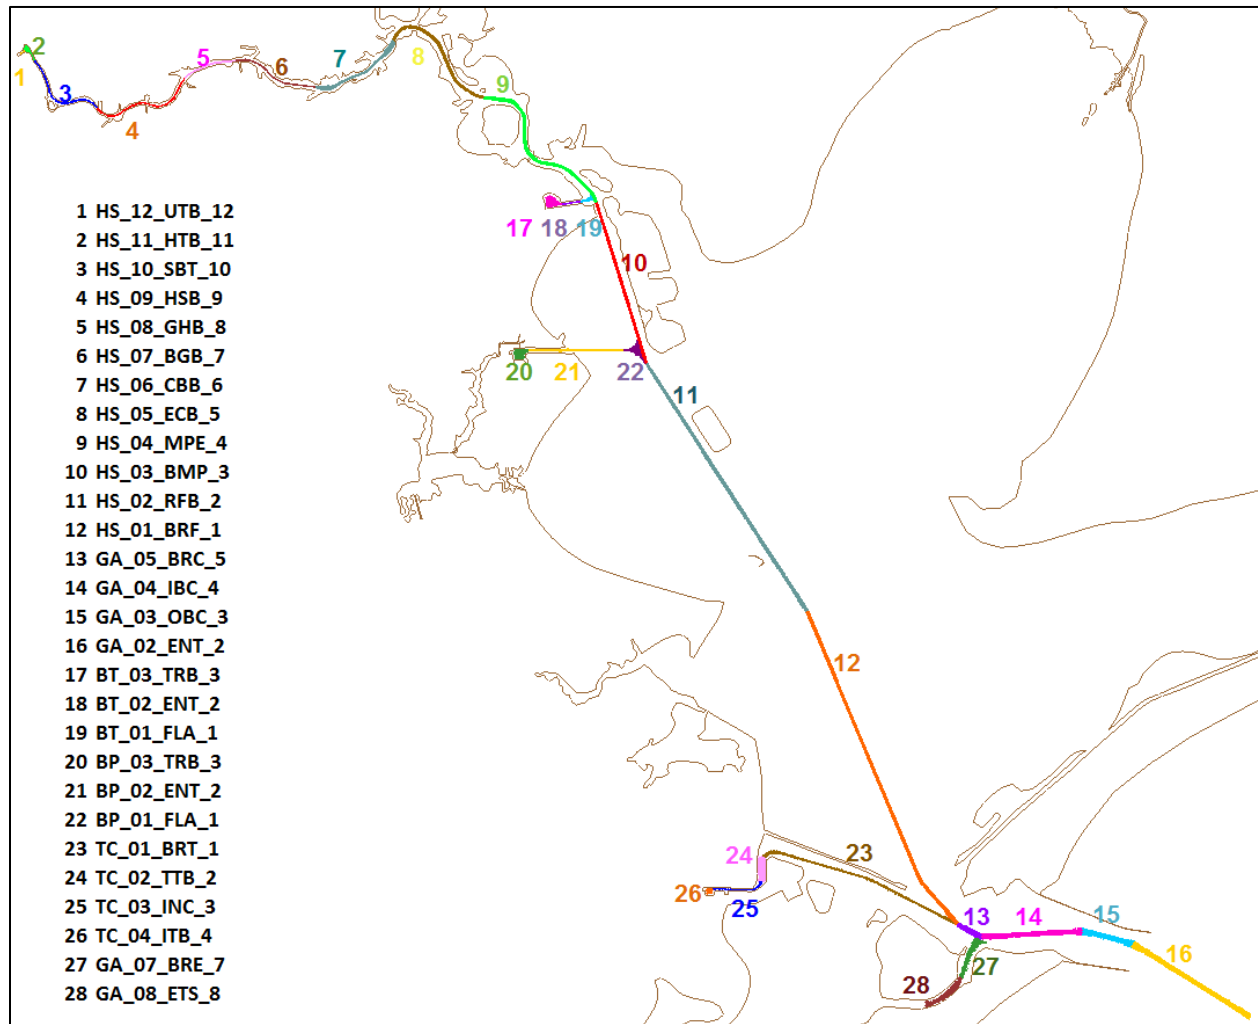 2
1
3
4
5
6
7
8
9
17 18 19
10
20 21 22
11
12
23
24
25
26
13 14 15
16
27
28
1 HS_12_UTB_12
2 HS_11_HTB_11
3 HS_10_SBT_10
4 HS_09_HSB_9
5 HS_08_GHB_8
6 HS_07_BGB_7
7 HS_06_CBB_6
8 HS_05_ECB_5
9 HS_04_MPE_4
10 HS_03_BMP_3
11 HS_02_RFB_2
12 HS_01_BRF_1
13 GA_05_BRC_5
14 GA_04_IBC_4
15 GA_03_OBC_3
16 GA_02_ENT_2
17 BT_03_TRB_3
18 BT_02_ENT_2
19 BT_01_FLA_1
20 BP_03_TRB_3
21 BP_02_ENT_2
22 BP_01_FLA_1
23 TC_01_BRT_1
24 TC_02_TTB_2
25 TC_03_INC_3
26 TC_04_ITB_4
27 GA_07_BRE_7
28 GA_08_ETS_8